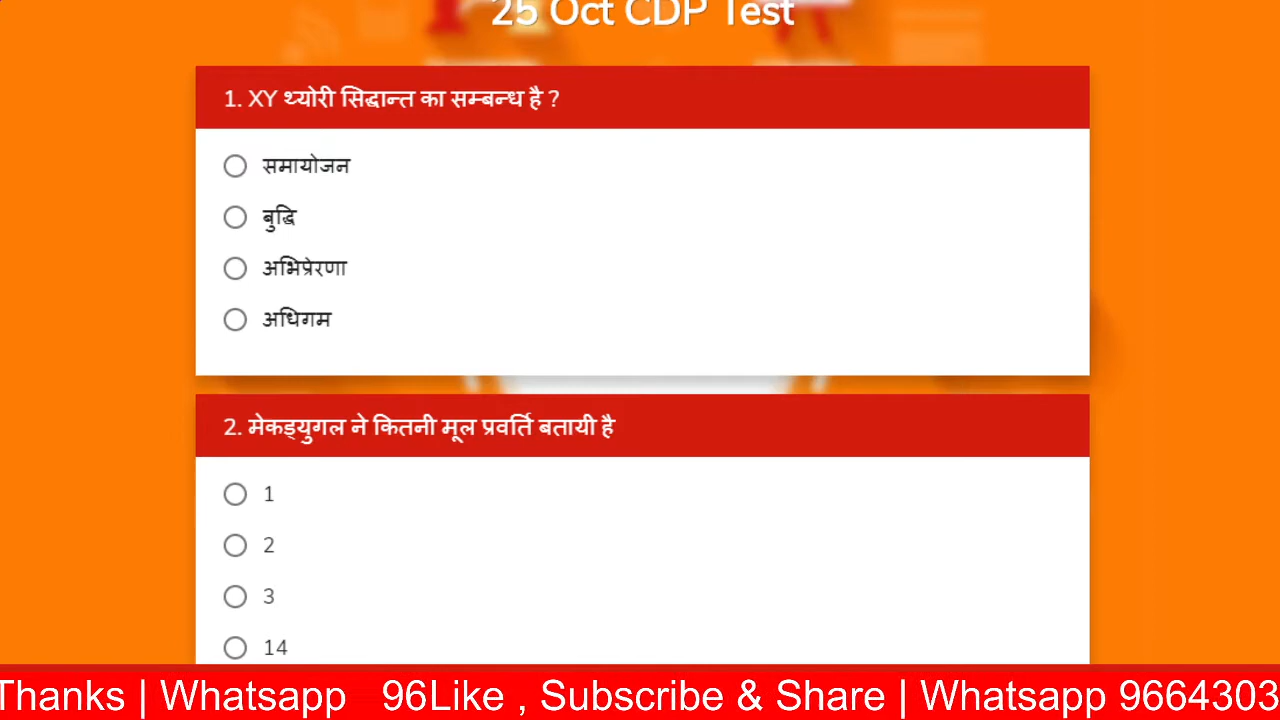 25 Oct CDP Test
1. XY थ्योरी सिद्धान्त का सम्बन्ध है ?
समायोजन
बुद्धि
अभिप्रेरणा
अधिगम
2. मेकड्युगल ने कितनी मूल प्रवर्ति बतायी है
1
2
3
14
Thanks | Whatsapp 96Like , Subscribe & Share | Whatsapp 9664303